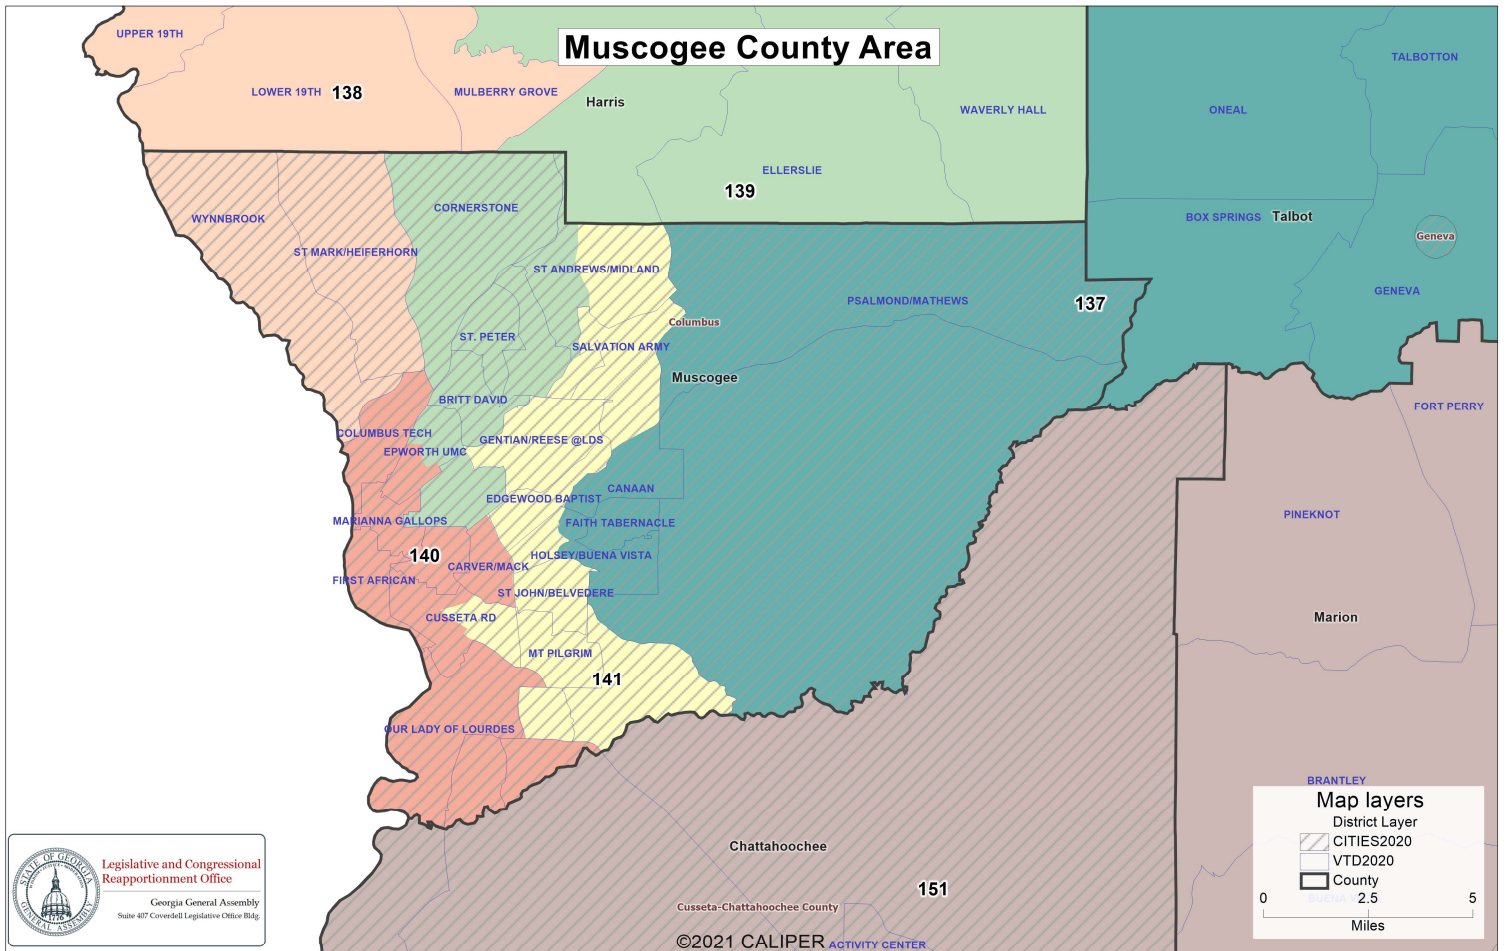 UPPER 19TH
Muscogee County Area
TALBOTTON
LOWER 19TH
138
MULBERRY GROVE
Harris
WAVERLY HALL
ONEAL
ELLERSLIE
139
WYNNBROOK
CORNERSTONE
BOX SPRINGS
Talbot
Geneva
ST MARK/HEIFERHORN
ST ANDREWS/MIDLAND
GENEVA
PSALMOND/MATHEWS
137
Columbus
ST. PETER
SALVATION ARMY
Muscogee
BRITT DAVID
FORT PERRY
COLUMBUS TECH
GENTIAN/REESE @LDS
EPWORTH UMC
CANAAN
EDGEWOOD BAPTIST
PINEKNOT
MARIANNA GALLOPS
FAITH TABERNACLE
140
HOLSEY/BUENA VISTA
CARVER/MACK
FIRST AFRICAN
ST JOHN/BELVEDERE
CUSSETA RD
Marion
MT PILGRIM
141
OUR LADY OF LOURDES
BRANTLEY
Map layers
District Layer
CITIES2020
VTD2020
County
0 2.5 5
Miles
Chattahoochee
151
Cusseta-Chattahoochee County
©2021 CALIPER
ACTIVITY CENTER
STATE OF GEORGIA
GENERAL ASSEMBLY
1776
Legislative and Congressional
Reapportionment Office
Georgia General Assembly
Suite 407 Coverdell Legislative Office Bldg.